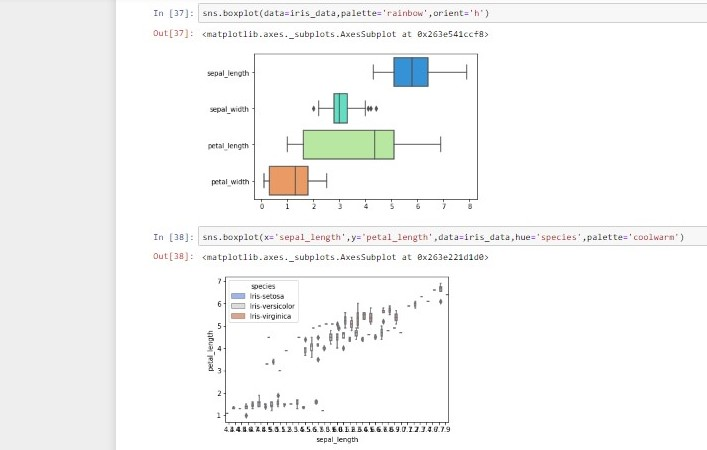 In [37]: sns.boxplot(data=iris_data,palette='rainbow',orient='h')
Out[37]: <matplotlib.axes._subplots.AxesSubplot at 0x263e541ccf8>
sepal_length
sepal_width
petal_length
petal_width
0 1 2 3 4 5 6 7 8
In [38]: sns.boxplot(x='sepal_length',y='petal_length',data=iris_data,hue='species',palette='coolwarm')
Out[38]: <matplotlib.axes._subplots.AxesSubplot at 0x263e221d1d0>
species
Iris-setosa
Iris-versicolor
Iris-virginica
7
6
5
4
3
2
1
petal_length
sepal_length